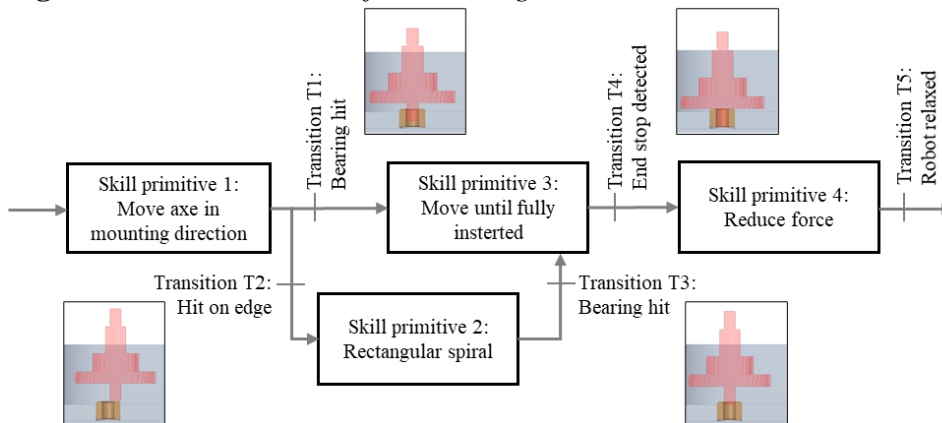 Transition T1:
Bearing hit
Transition T4:
End stop detected
Transition T5:
Robot relaxed
Skill primitive 1:
Move axe in
mounting direction
Skill primitive 3:
Move until fully
insterted
Skill primitive 4:
Reduce force
Transition T2:
Hit on edge
Skill primitive 2:
Rectangular spiral
Transition T3:
Bearing hit